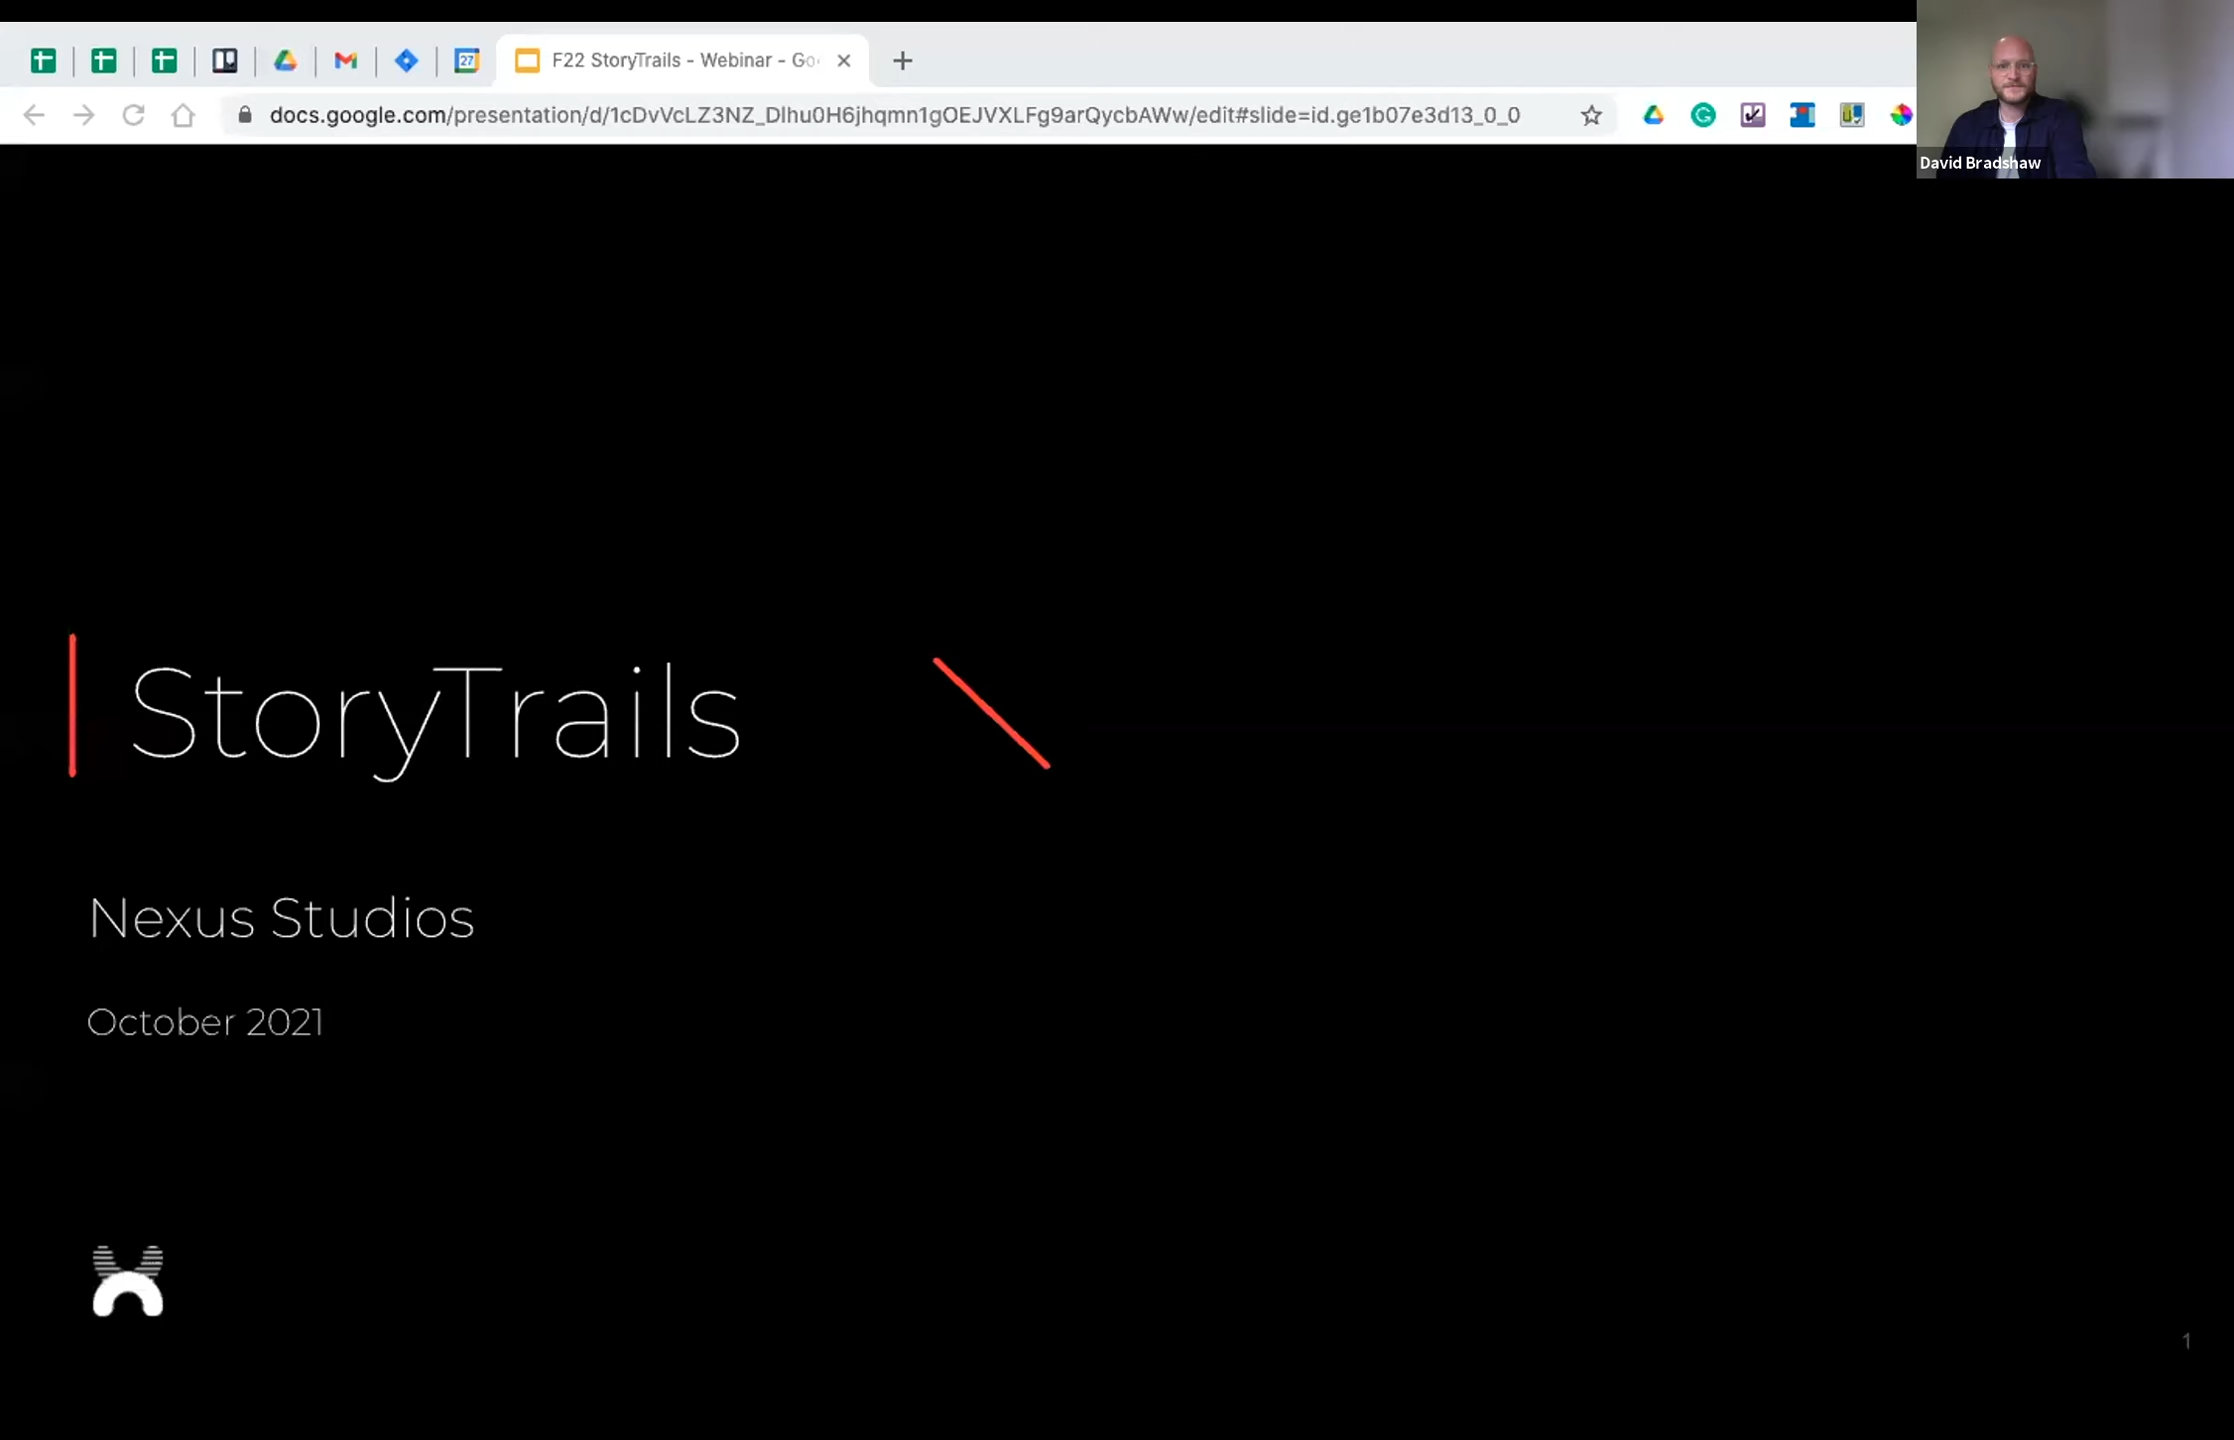 27
F22 StoryTrails - Webinar - Go
docs.google.com/presentation/d/1cDvVcLZ3NZ_Dlhu0H6jhqmn1gOEJVXLFg9arQycbAWw/edit#slide=id.ge1b07e3d13_0_0
David Bradshaw
StoryTrails
Nexus Studios
October 2021
1